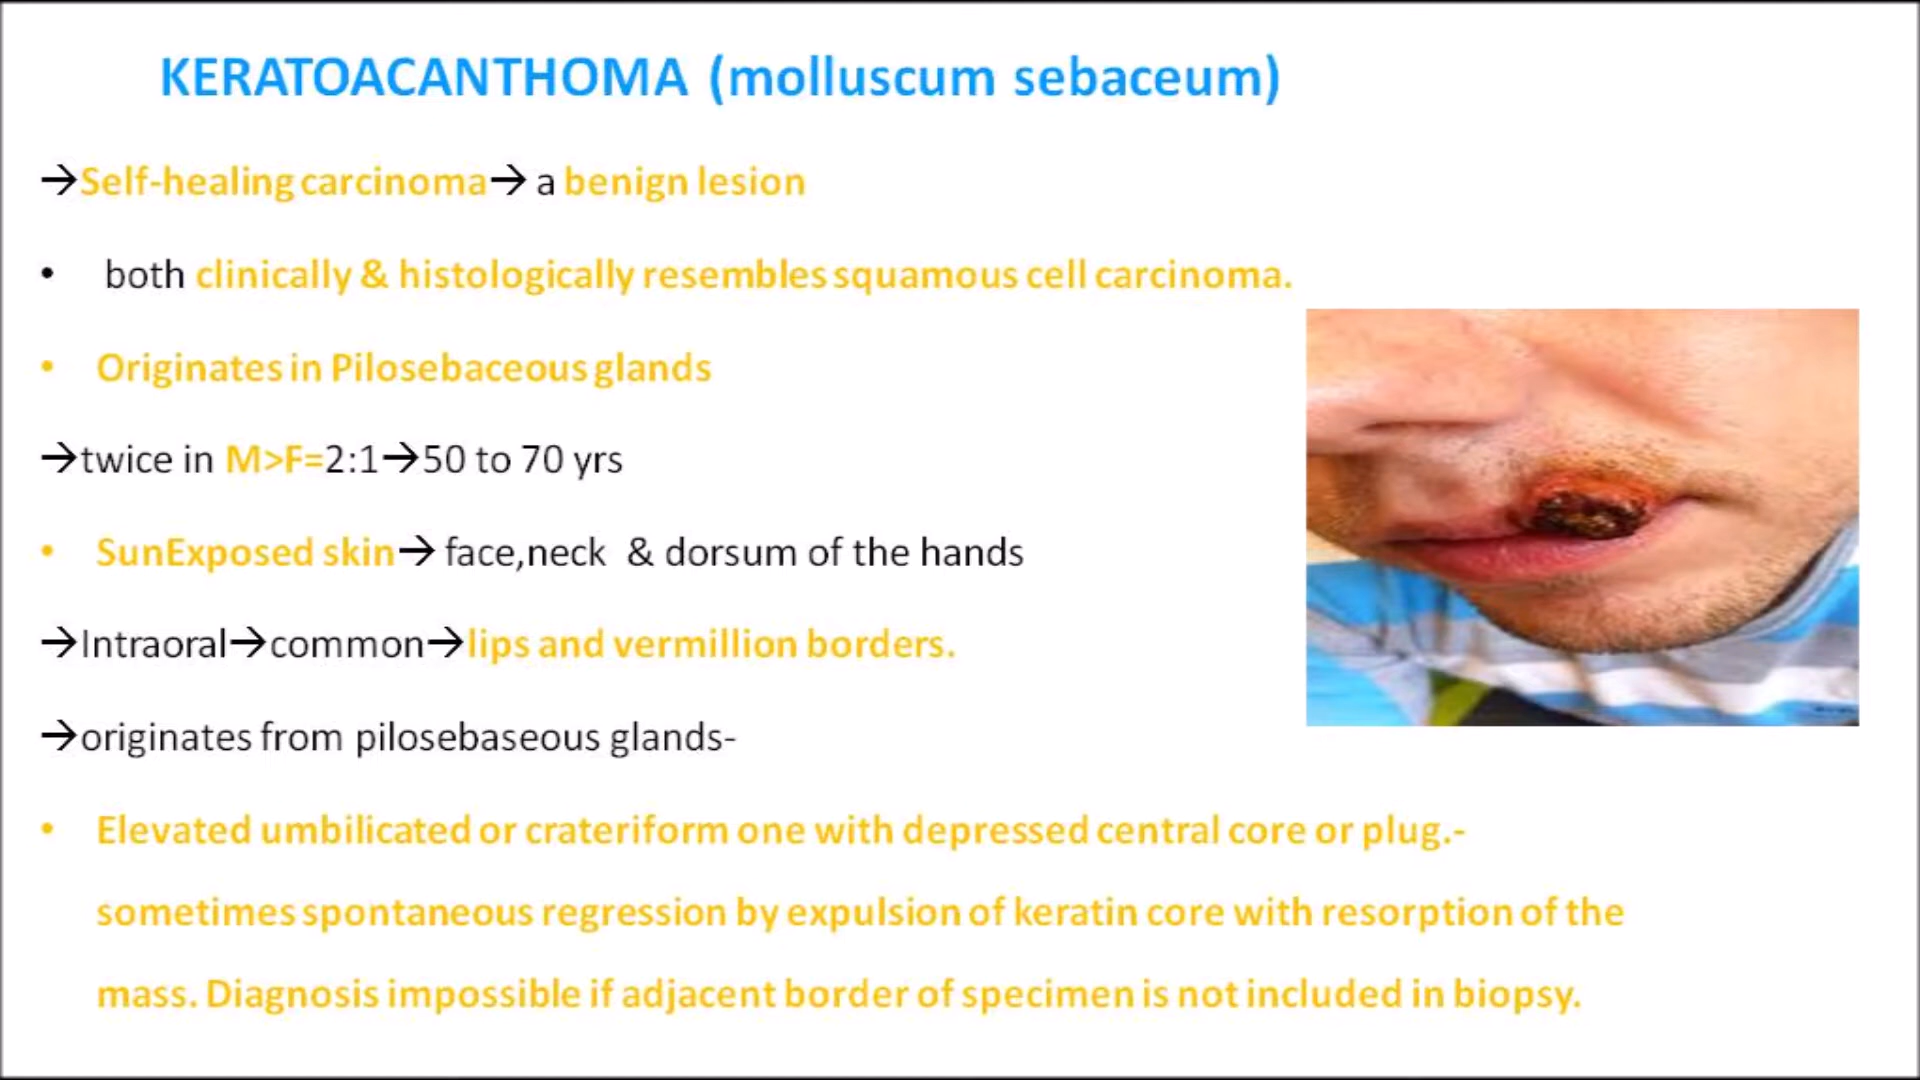 KERATOACANTHOMA (molluscum sebaceum)
→Self-healing carcinoma→ a benign lesion
• both clinically & histologically resembles squamous cell carcinoma.
• Originates in Pilosebaceous glands
→twice in M>F=2:1→50 to 70 yrs
• SunExposed skin→ face,neck & dorsum of the hands
→Intraoral→common→lips and vermillion borders.
→originates from pilosebaseous glands-
• Elevated umbilicated or crateriform one with depressed central core or plug.-
sometimes spontaneous regression by expulsion of keratin core with resorption of the
mass. Diagnosis impossible if adjacent border of specimen is not included in biopsy.